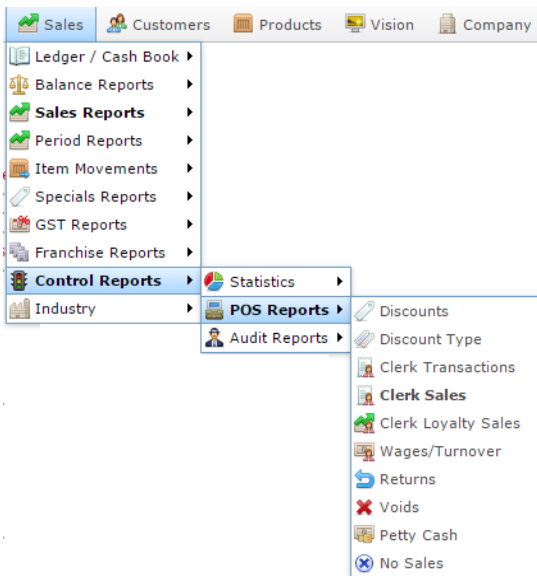 Sales Customers Products Vision Company
Ledger / Cash Book
Balance Reports
Sales Reports
Period Reports
Item Movements
Specials Reports
GST Reports
Franchise Reports
Control Reports
Industry
Statistics
POS Reports
Audit Reports
Discounts
Discount Type
Clerk Transactions
Clerk Sales
Clerk Loyalty Sales
Wages/Turnover
Returns
Voids
Petty Cash
No Sales